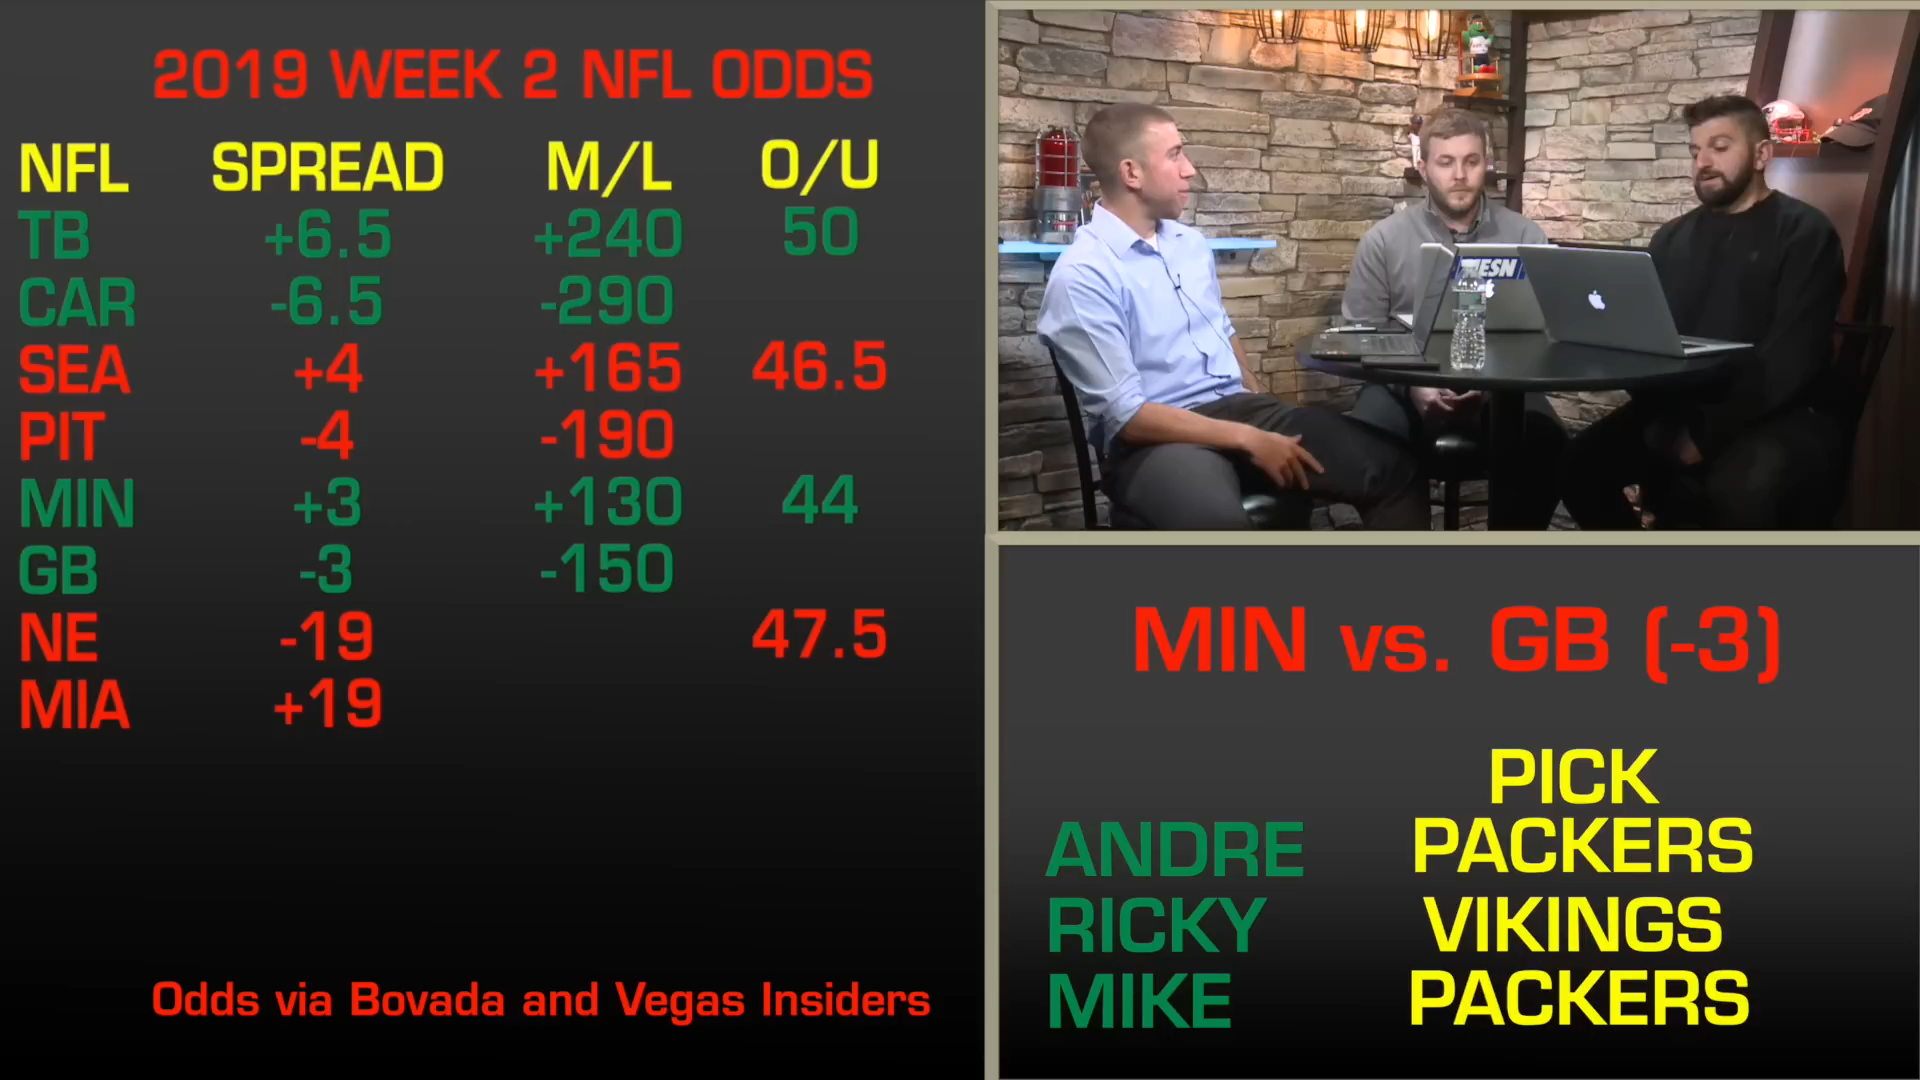 2019 WEEK 2 NFL ODDS
NFL SPREAD M/L O/U
TB +6.5 +240 50
CAR -6.5 -290
SEA +4 +165 46.5
PIT -4 -190
MIN +3 +130 44
GB -3 -150
NE -19 47.5
MIA +19
Odds via Bovada and Vegas Insiders
NESN
MIN vs. GB (-3)
PICK
ANDRE PACKERS
RICKY VIKINGS
MIKE PACKERS